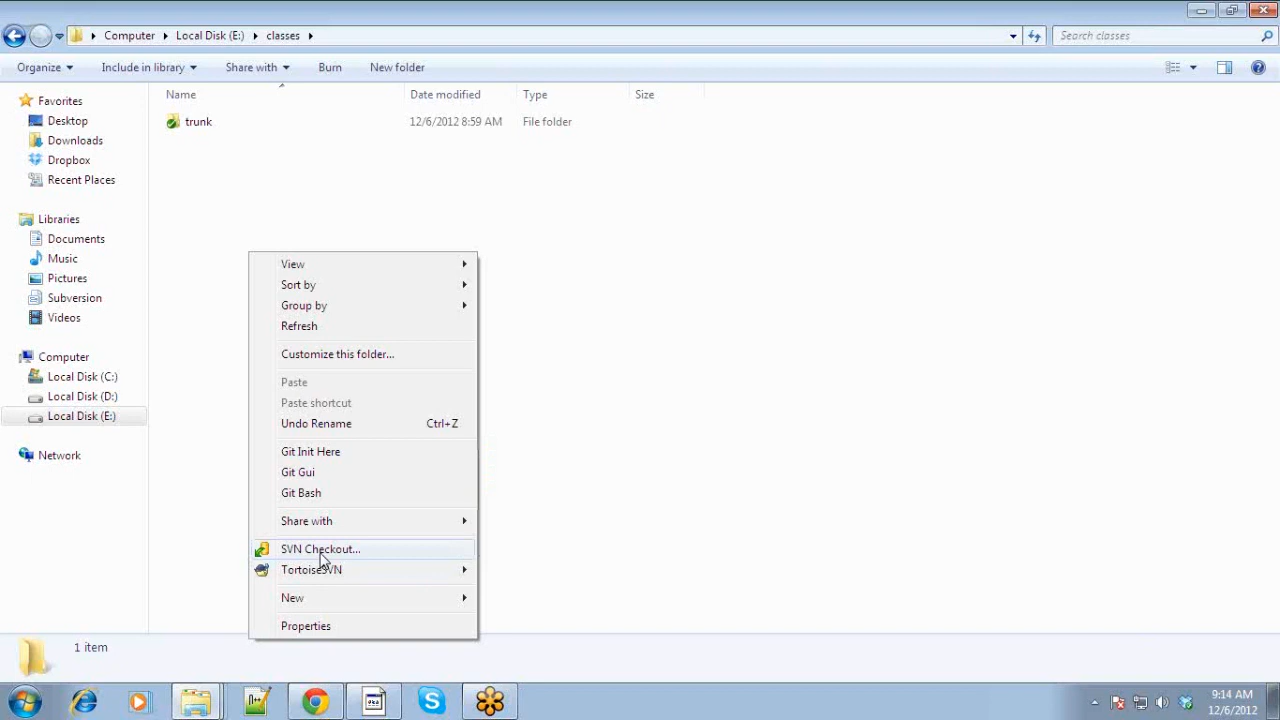 Computer Local Disk (E:) classes
Search classes
Organize Include in library Share with Burn New folder
Name Date modified Type Size
trunk 12/6/2012 8:59 AM File folder
Favorites
Desktop
Downloads
Dropbox
Recent Places
Libraries
Documents
Music
Pictures
Subversion
Videos
Computer
Local Disk (C:)
Local Disk (D:)
Local Disk (E:)
Network
View
Sort by
Group by
Refresh
Customize this folder...
Paste
Paste shortcut
Undo Rename Ctrl+Z
Git Init Here
Git Gui
Git Bash
Share with
SVN Checkout...
TortoiseSVN
New
Properties
1 item
9:14 AM
12/6/2012